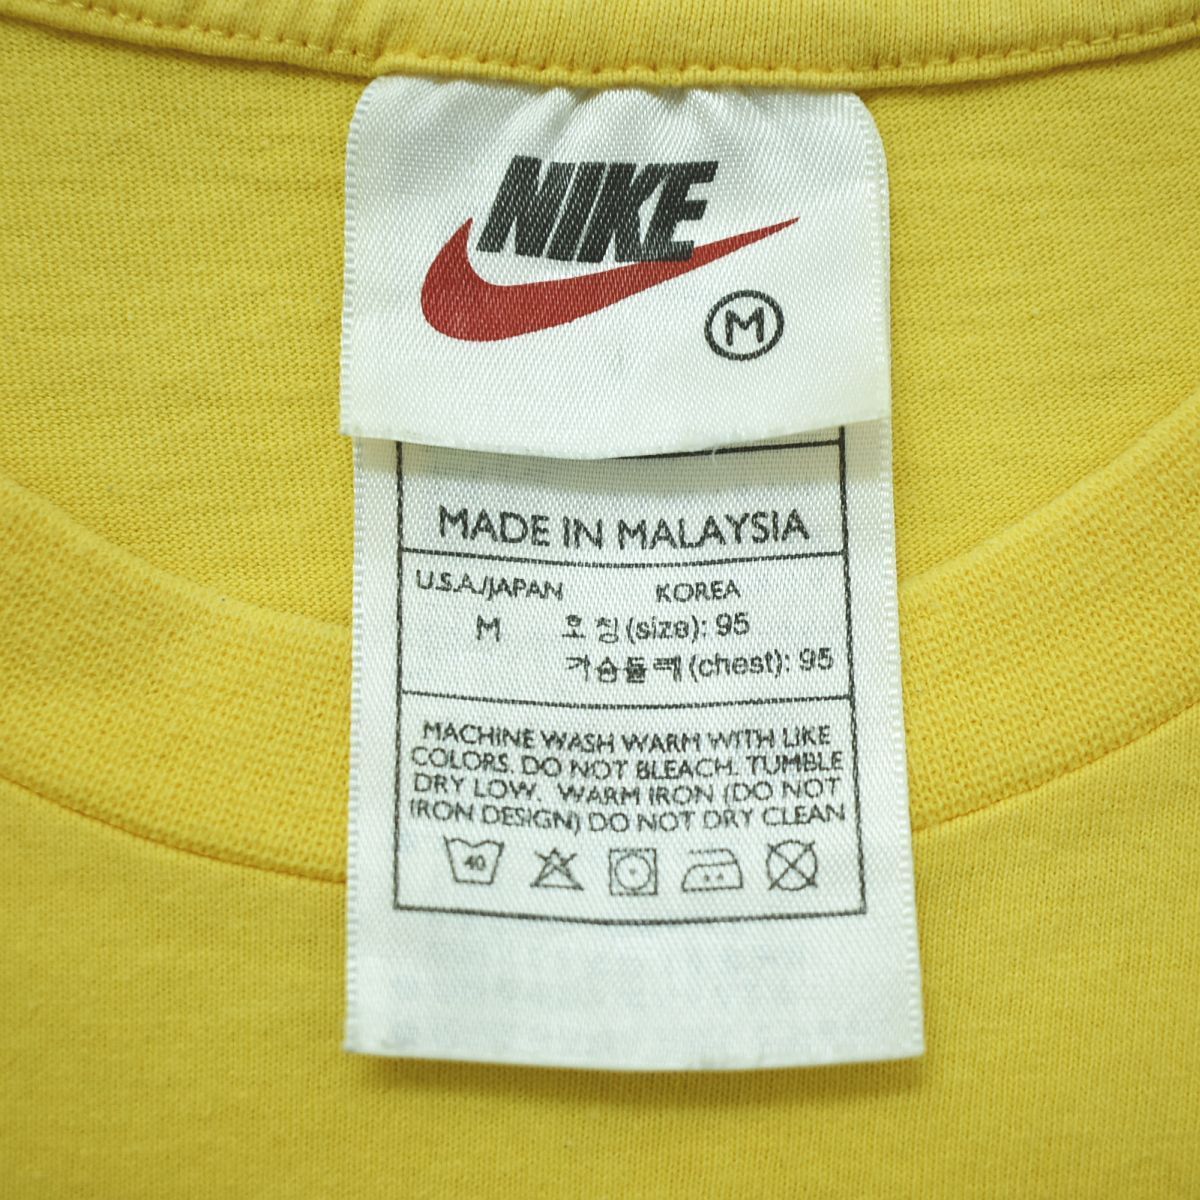 NIKE
M
MADE IN MALAYSIA
U.S.A./JAPAN KOREA
M 호칭(size): 95
가슴둘레(chest): 95
MACHINE WASH WARM WITH LIKE
COLORS. DO NOT BLEACH. TUMBLE
DRY LOW. WARM IRON (DO NOT
IRON DESIGN) DO NOT DRY CLEAN
40